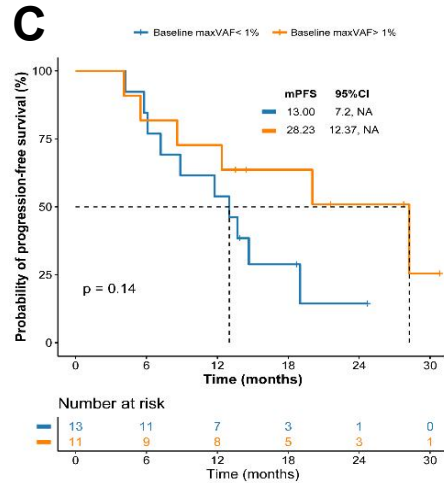 C
Baseline maxVAF< 1% Baseline maxVAF> 1%
Probability of progression-free survival (%)
100
75
50
25
0
mPFS 95%CI
13.00 7.2, NA
28.23 12.37, NA
p = 0.14
0 6 12 18 24 30
Time (months)
Number at risk
13 11 7 3 1 0
11 9 8 5 3 1
0 6 12 18 24 30
Time (months)